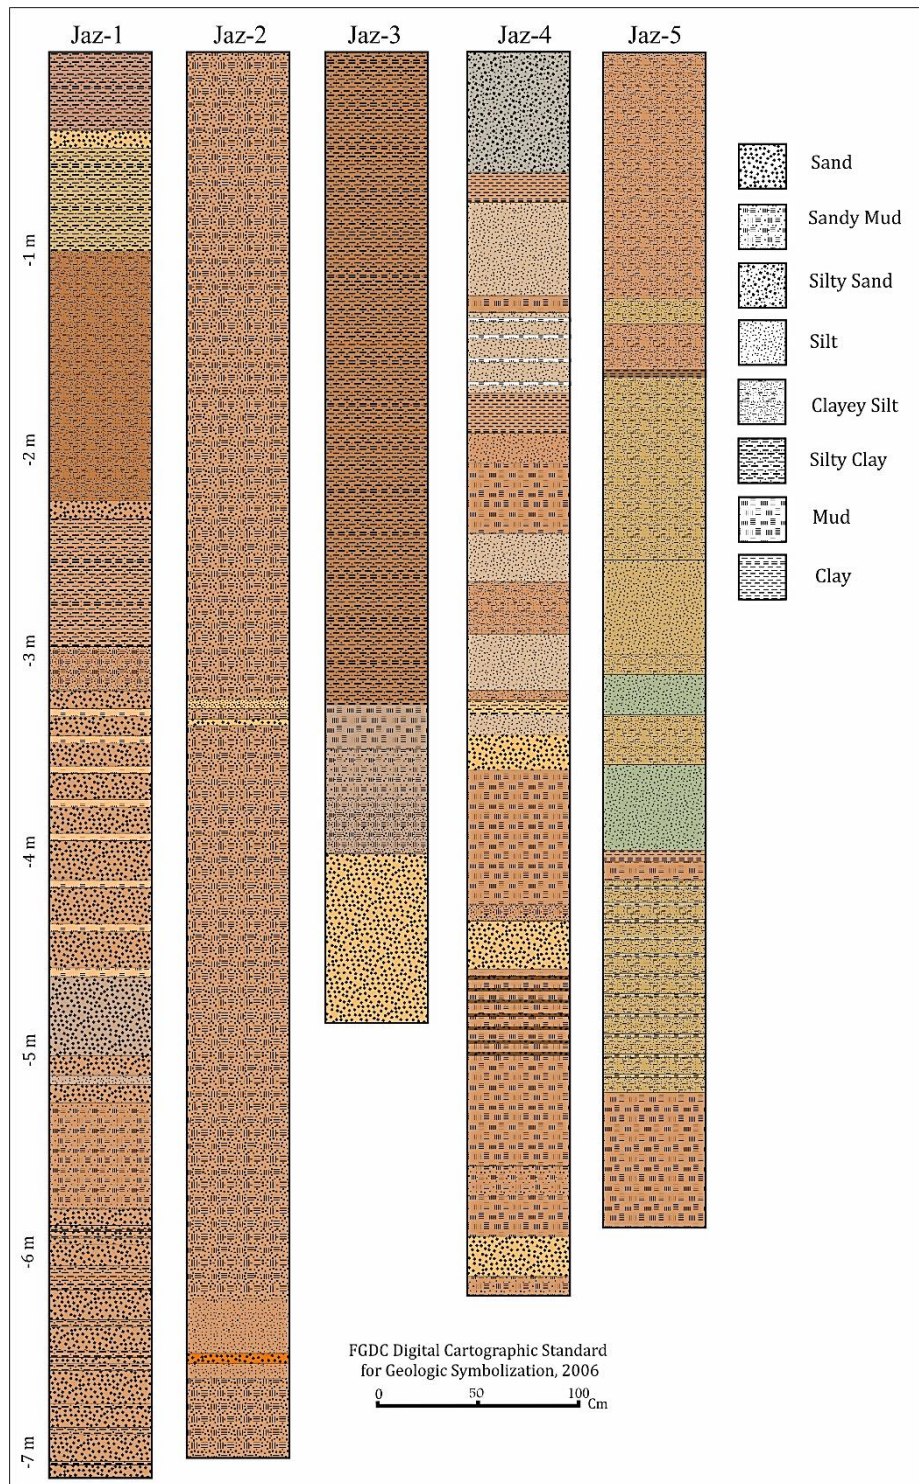 Jaz-1
Jaz-2
Jaz-3
Jaz-4
Jaz-5
-1 m
-2 m
-3 m
-4 m
-5 m
-6 m
-7 m
Sand
Sandy Mud
Silty Sand
Silt
Clayey Silt
Silty Clay
Mud
Clay
FGDC Digital Cartographic Standard
for Geologic Symbolization, 2006
0 50 100
Cm